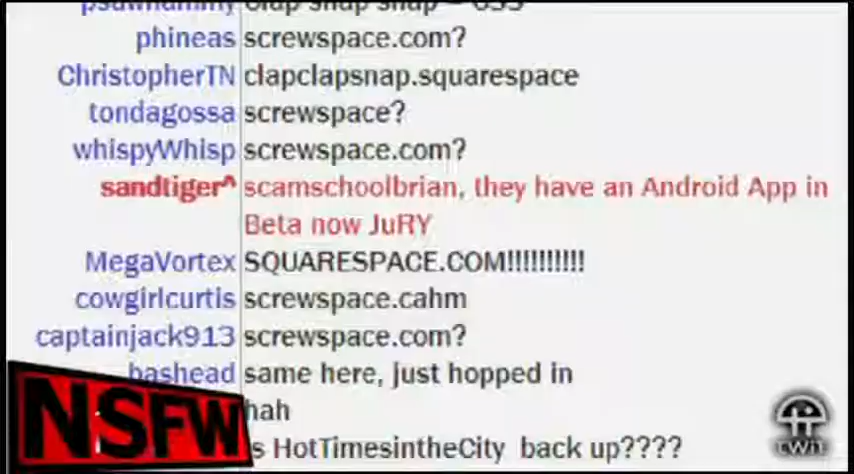 phineas screwspace.com?
ChristopherTN clapclapsnap.squarespace
tondagossa screwspace?
whispyWhisp screwspace.com?
sandtiger^ scamschoolbrian, they have an Android App in
Beta now JuRY
MegaVortex SQUARESPACE.COM!!!!!!!!!!
cowgirlcurtis screwspace.cahm
captainjack913 screwspace.com?
bashead same here, just hopped in
hah
s HotTimesintheCity back up????
NSFW
TWiT